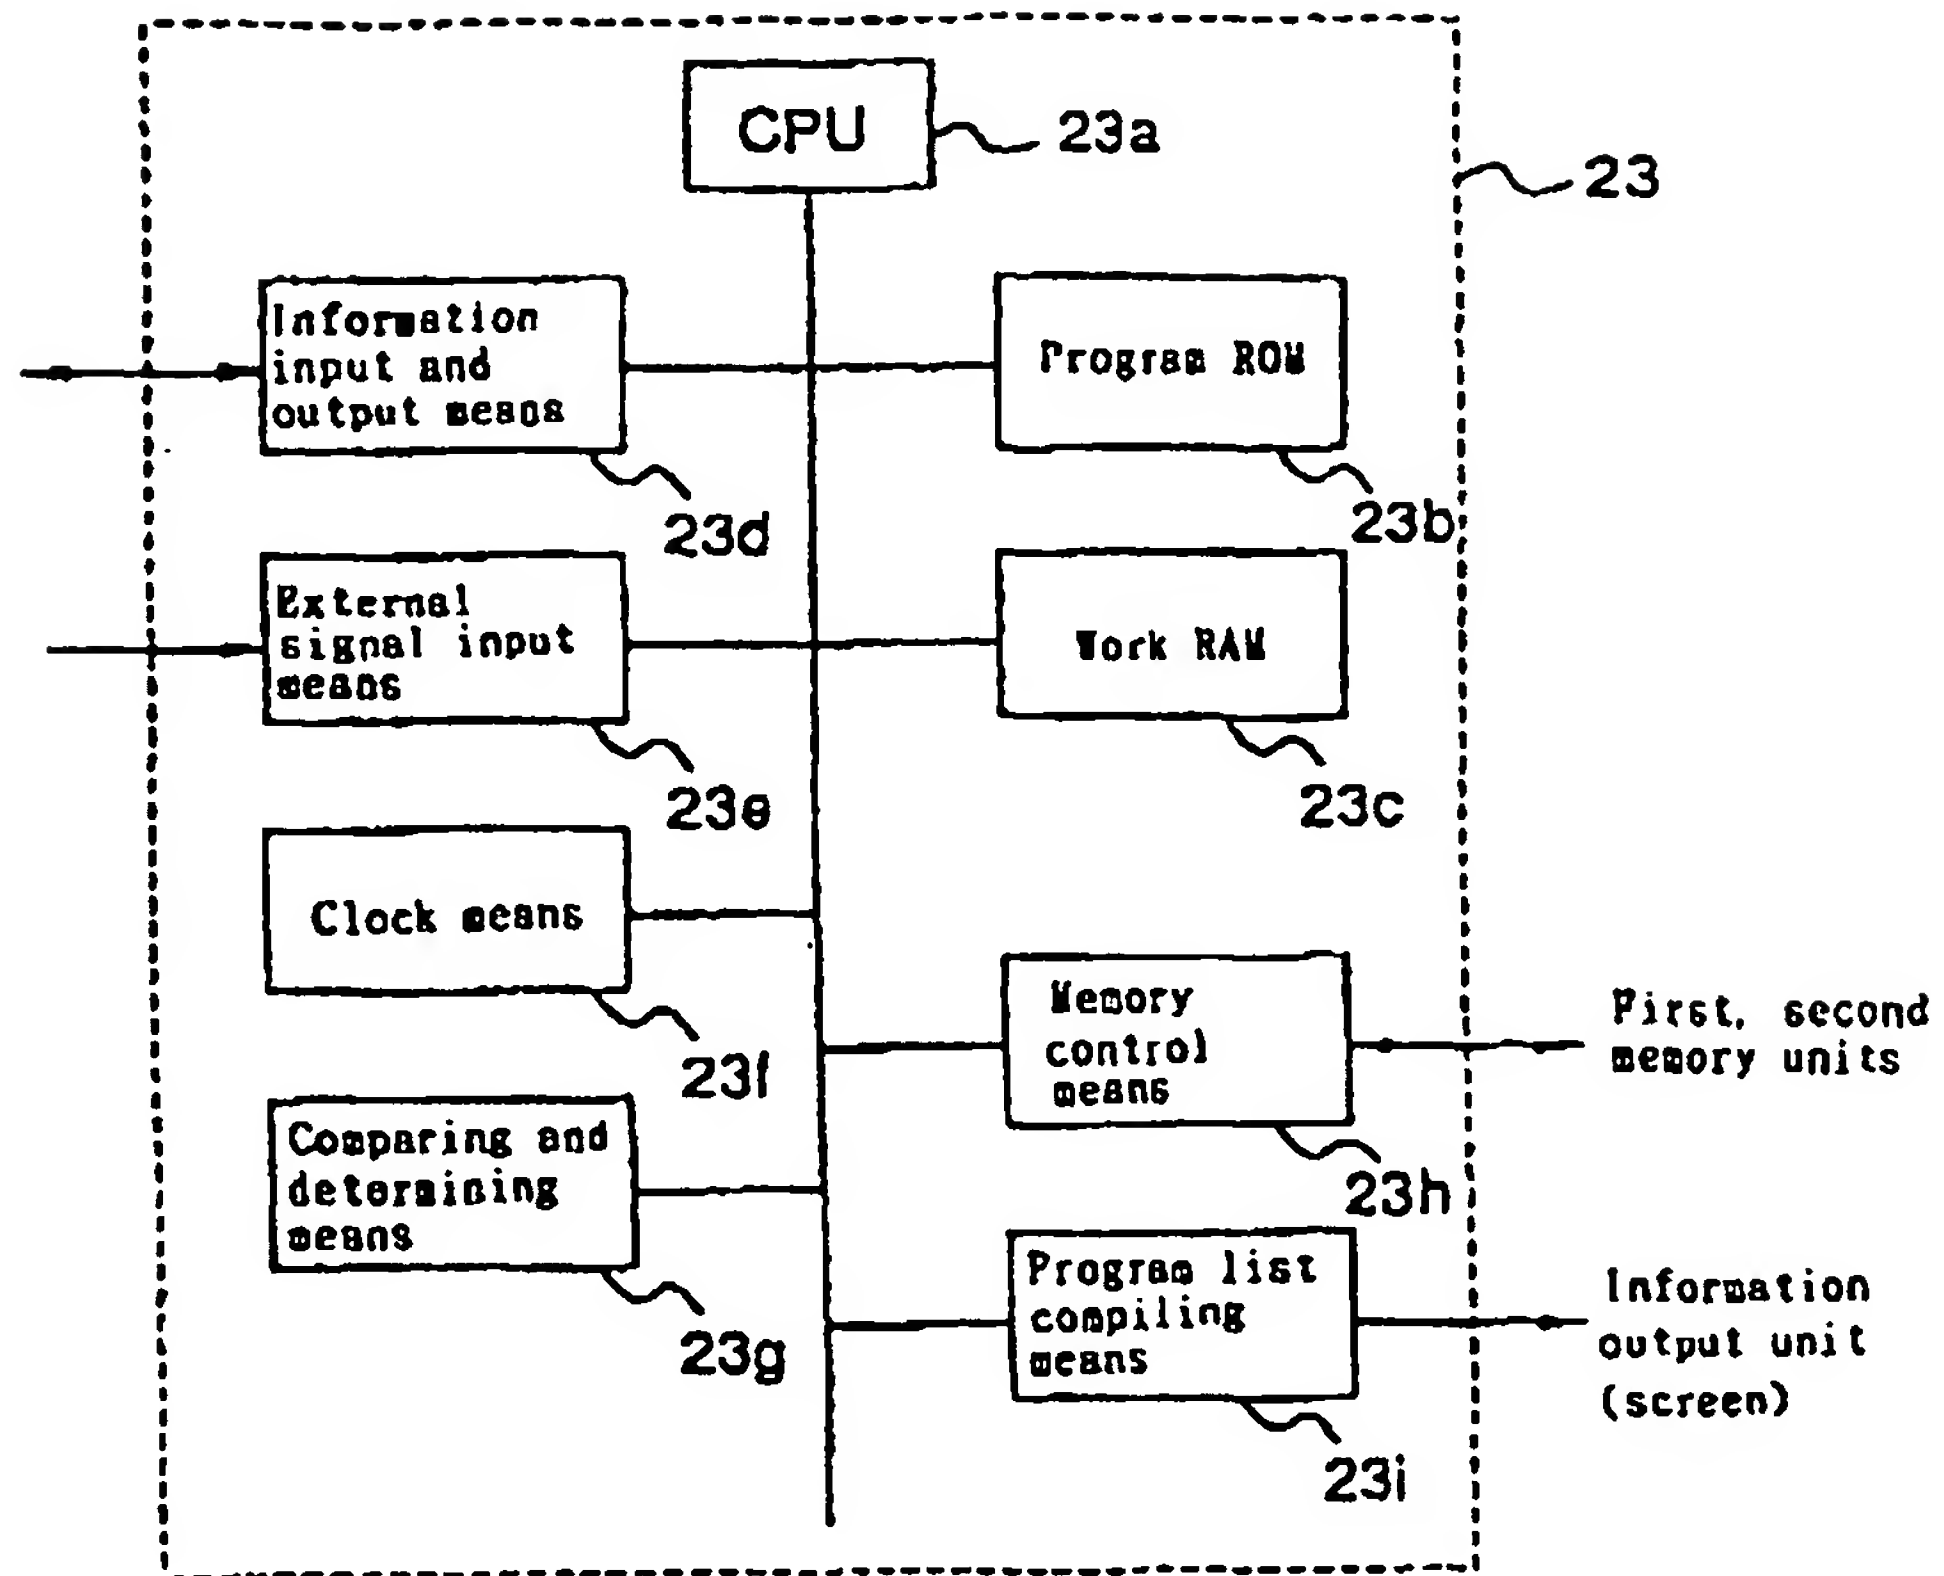 CPU
23a
23
Information
input and
output means
23d
Program ROM
23b
External
signal input
means
23e
Work RAM
23c
Clock means
23f
Memory
control
means
23h
First, second
memory units
Comparing and
determining
means
23g
Program list
compiling
means
23i
Information
output unit
(screen)